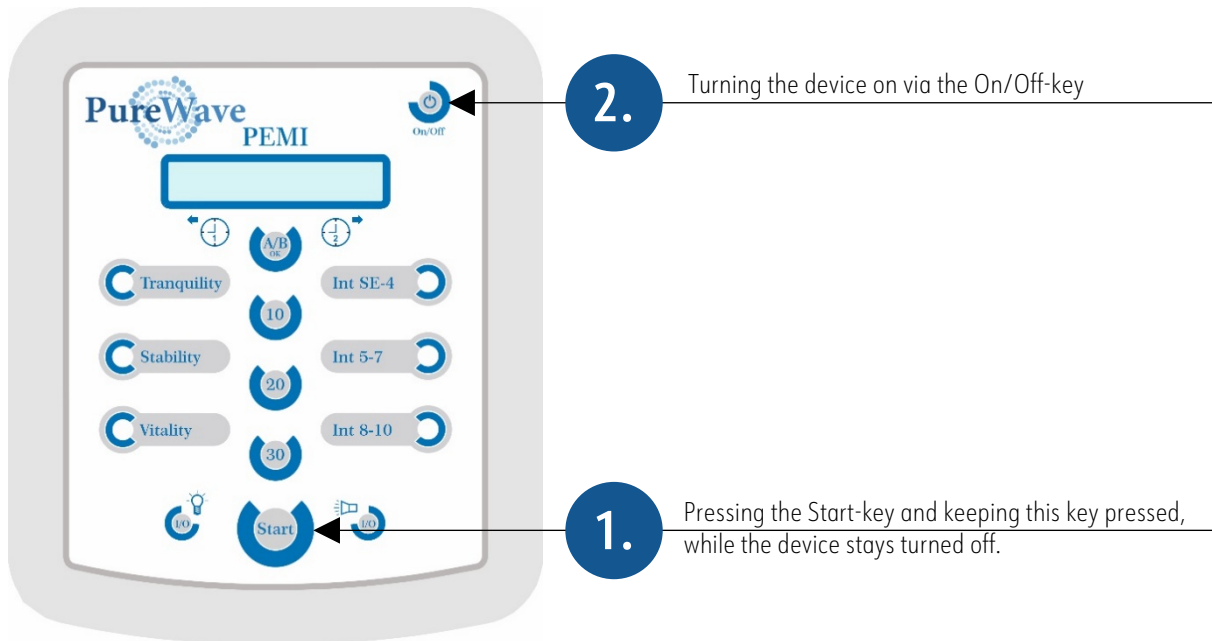 PureWave
PEMI
On/Off
2.
Turning the device on via the On/Off-key
1
2
A/B
OK
Tranquility
Int SE-4
10
Stability
Int 5-7
20
Vitality
Int 8-10
30
I/O
Start
I/O
1.
Pressing the Start-key and keeping this key pressed,
while the device stays turned off.